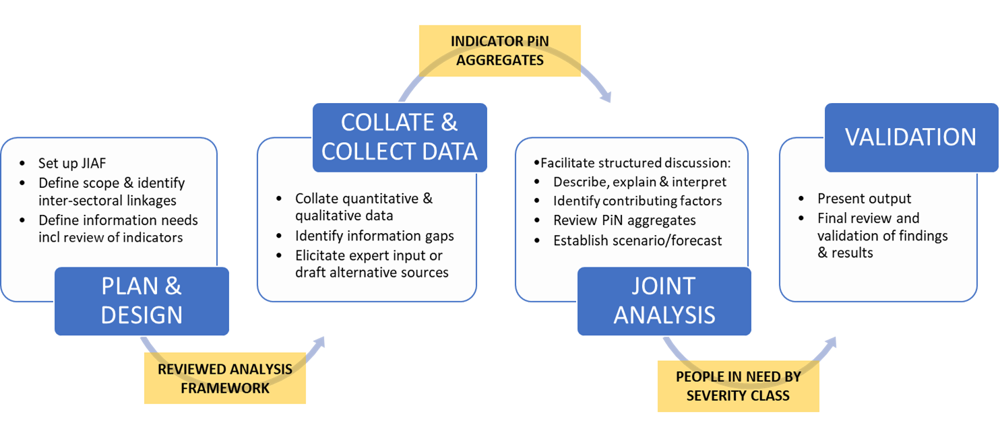 INDICATOR PiN
AGGREGATES
• Set up JIAF
• Define scope & identify
inter-sectoral linkages
• Define information needs
incl review of indicators
PLAN &
DESIGN
REVIEWED ANALYSIS
FRAMEWORK
COLLATE &
COLLECT DATA
• Collate quantitative &
qualitative data
• Identify information gaps
• Elicitate expert input or
draft alternative sources
•Facilitate structured discussion:
• Describe, explain & interpret
• Identify contributing factors
• Review PiN aggregates
• Establish scenario/forecast
JOINT
ANALYSIS
PEOPLE IN NEED BY
SEVERITY CLASS
VALIDATION
• Present output
• Final review and
validation of findings
& results